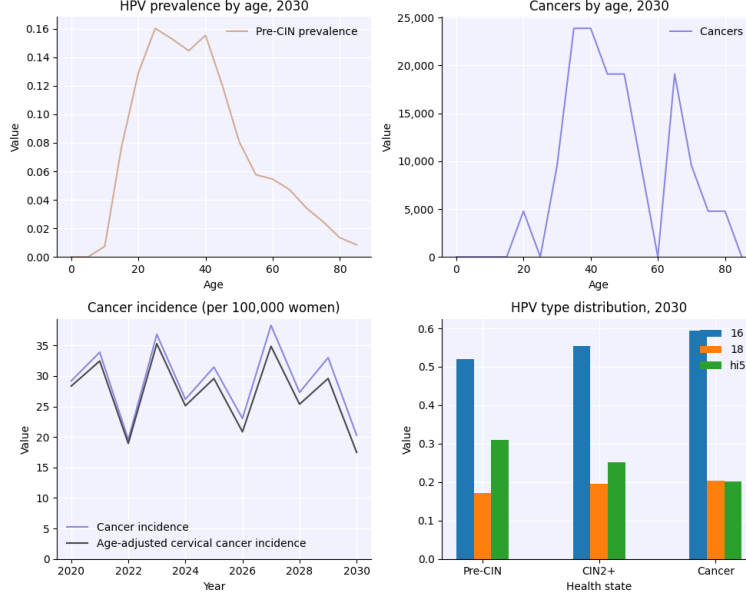 HPV prevalence by age, 2030
Pre-CIN prevalence
Value
0.16
0.14
0.12
0.10
0.08
0.06
0.04
0.02
0.00
0 20 40 60 80
Age
Cancers by age, 2030
Cancers
Value
25,000
20,000
15,000
10,000
5,000
0
0 20 40 60 80
Age
Cancer incidence (per 100,000 women)
Value
35
30
25
20
15
10
5
0
Cancer incidence
Age-adjusted cervical cancer incidence
2020 2022 2024 2026 2028 2030
Year
HPV type distribution, 2030
16
18
hi5
Value
0.6
0.5
0.4
0.3
0.2
0.1
0.0
Pre-CIN CIN2+ Cancer
Health state